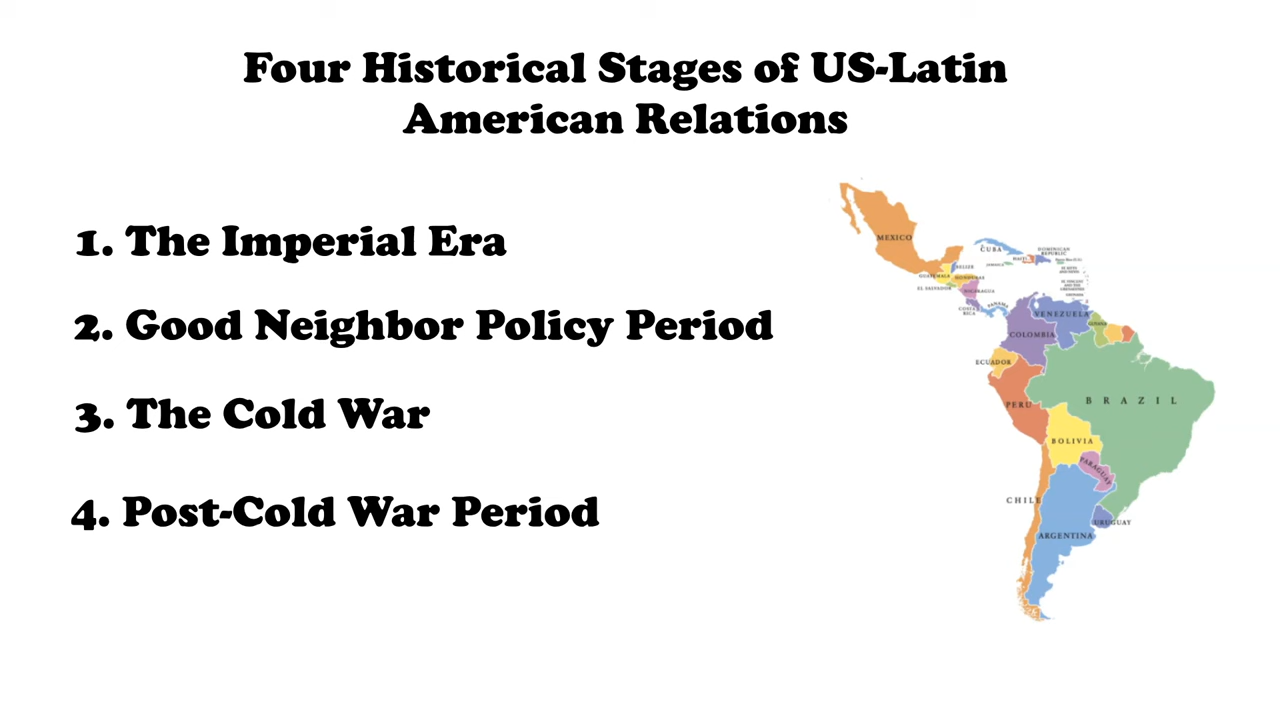 Four Historical Stages of US-Latin
American Relations
1. The Imperial Era
2. Good Neighbor Policy Period
3. The Cold War
4. Post-Cold War Period
MEXICO
CUBA
DOMINICAN
REPUBLIC
HAITI
JAMAICA
BELIZE
GUATEMALA
HONDURAS
EL SALVADOR
NICARAGUA
COSTA
RICA
PANAMA
VENEZUELA
GUYANA
COLOMBIA
ECUADOR
BRAZIL
PERU
BOLIVIA
PARAGUAY
CHILE
URUGUAY
ARGENTINA